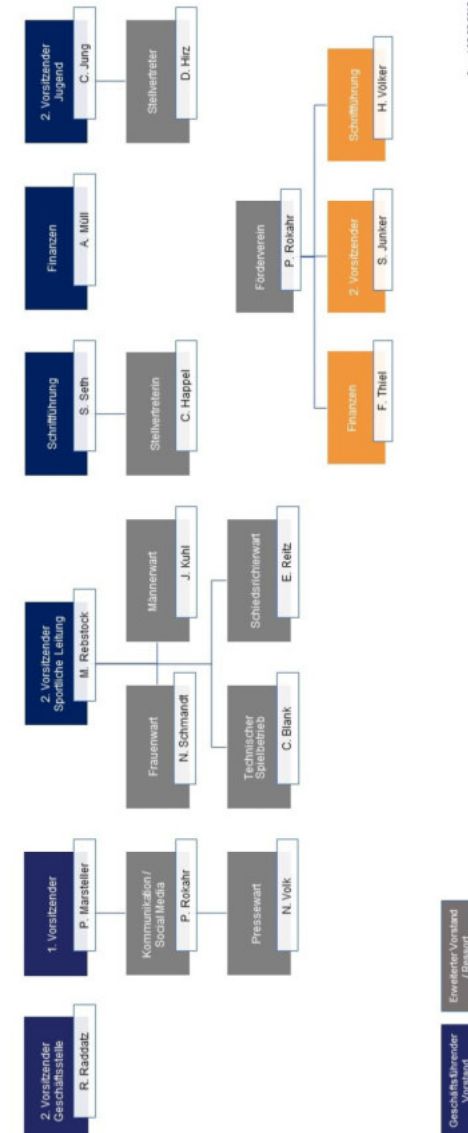 2. Vorsitzender
Geschäftsstelle
R. Raddatz
1. Vorsitzender
P. Marsteller
2. Vorsitzender
Sportliche Leitung
M. Rebstock
Schriftführung
S. Seth
Finanzen
A. Müll
2. Vorsitzender
Jugend
C. Jung
Kommunikation /
Social Media
P. Rokahr
Frauenwart
N. Schmandt
Männerwart
J. Kuhl
Stellvertreterin
C. Happel
Stellvertreter
D. Hirz
Pressewart
N. Volk
Technischer
Spielbetrieb
C. Blank
Schiedsrichterwart
E. Reitz
Förderverein
P. Rokahr
Finanzen
F. Thiel
2. Vorsitzender
S. Junker
Schriftführung
H. Völker
Geschäftsführender
Vorstand
Erweiterter Vorstand
/ Ressort